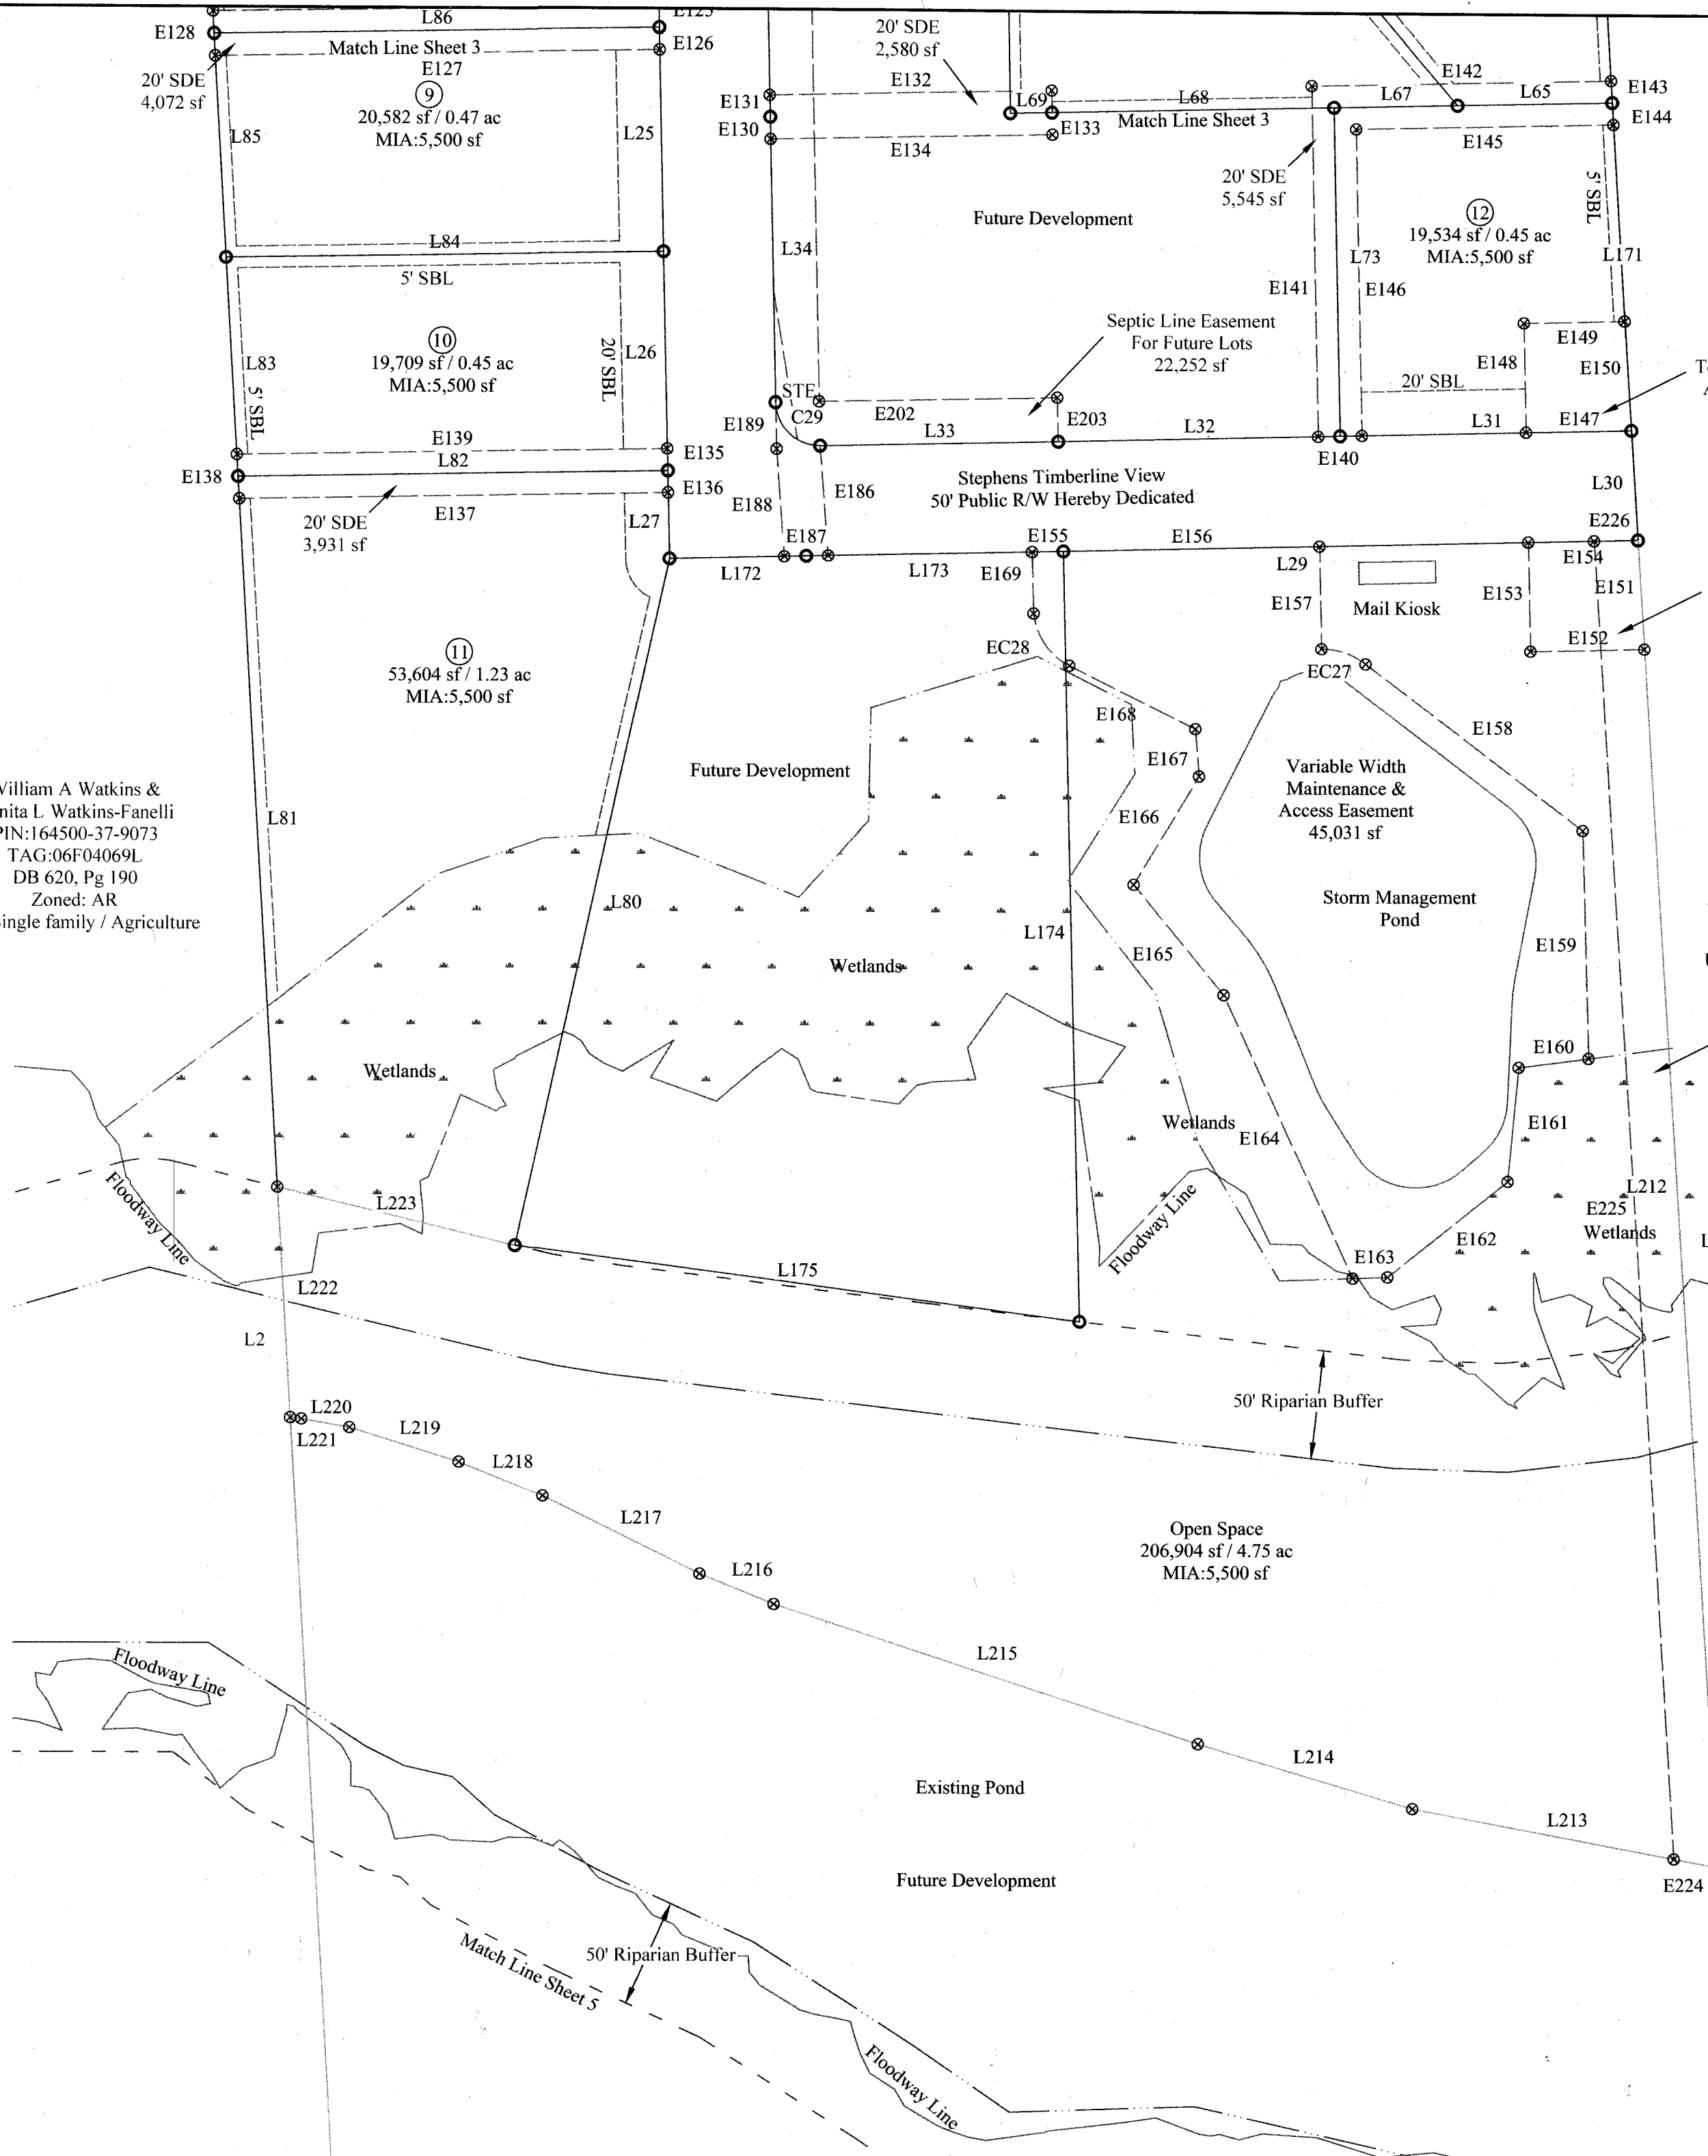 L86
E125
E128
Match Line Sheet 3
E126
E127
20' SDE
4,072 sf
9
20,582 sf / 0.47 ac
MIA:5,500 sf
L85
L25
20' SDE
2,580 sf
E132
E131
E130
L69
L68
E133
Match Line Sheet 3
E134
E142
L67
L65
E143
E144
E145
20' SDE
5,545 sf
Future Development
5' SBL
12
19,534 sf / 0.45 ac
MIA:5,500 sf
L84
5' SBL
L34
L73
L171
E141
E146
10
19,709 sf / 0.45 ac
MIA:5,500 sf
L83
5' SBL
20' SBL
L26
Septic Line Easement
For Future Lots
22,252 sf
E149
E148
E150
20' SBL
STE
C29
E189
E202
E203
L33
L32
L31
E147
E139
L82
E135
E138
E136
E140
E137
20' SDE
3,931 sf
L27
E188
E186
Stephens Timberline View
50' Public R/W Hereby Dedicated
L30
E226
E187
E155
E156
L172
L173
E169
L29
E154
E157
Mail Kiosk
E153
E151
E152
EC28
EC27
11
53,604 sf / 1.23 ac
MIA:5,500 sf
E168
E158
E167
Future Development
E166
Variable Width
Maintenance &
Access Easement
45,031 sf
William A Watkins &
PIN:164500-37-9073
TAG:06F04069L
DB 620, Pg 190
Zoned: AR
Single family / Agriculture
L81
L80
Storm Management
Pond
L174
E165
E159
Wetlands
E160
Wetlands
Wetlands
E164
E161
Floodway Line
L223
L212
E225
Wetlands
E162
Floodway Line
E163
L175
L222
L2
50' Riparian Buffer
L220
L221
L219
L218
L217
L216
Open Space
206,904 sf / 4.75 ac
MIA:5,500 sf
L215
Floodway Line
L214
Existing Pond
L213
Future Development
E224
Match Line Sheet 5
50' Riparian Buffer
Floodway Line